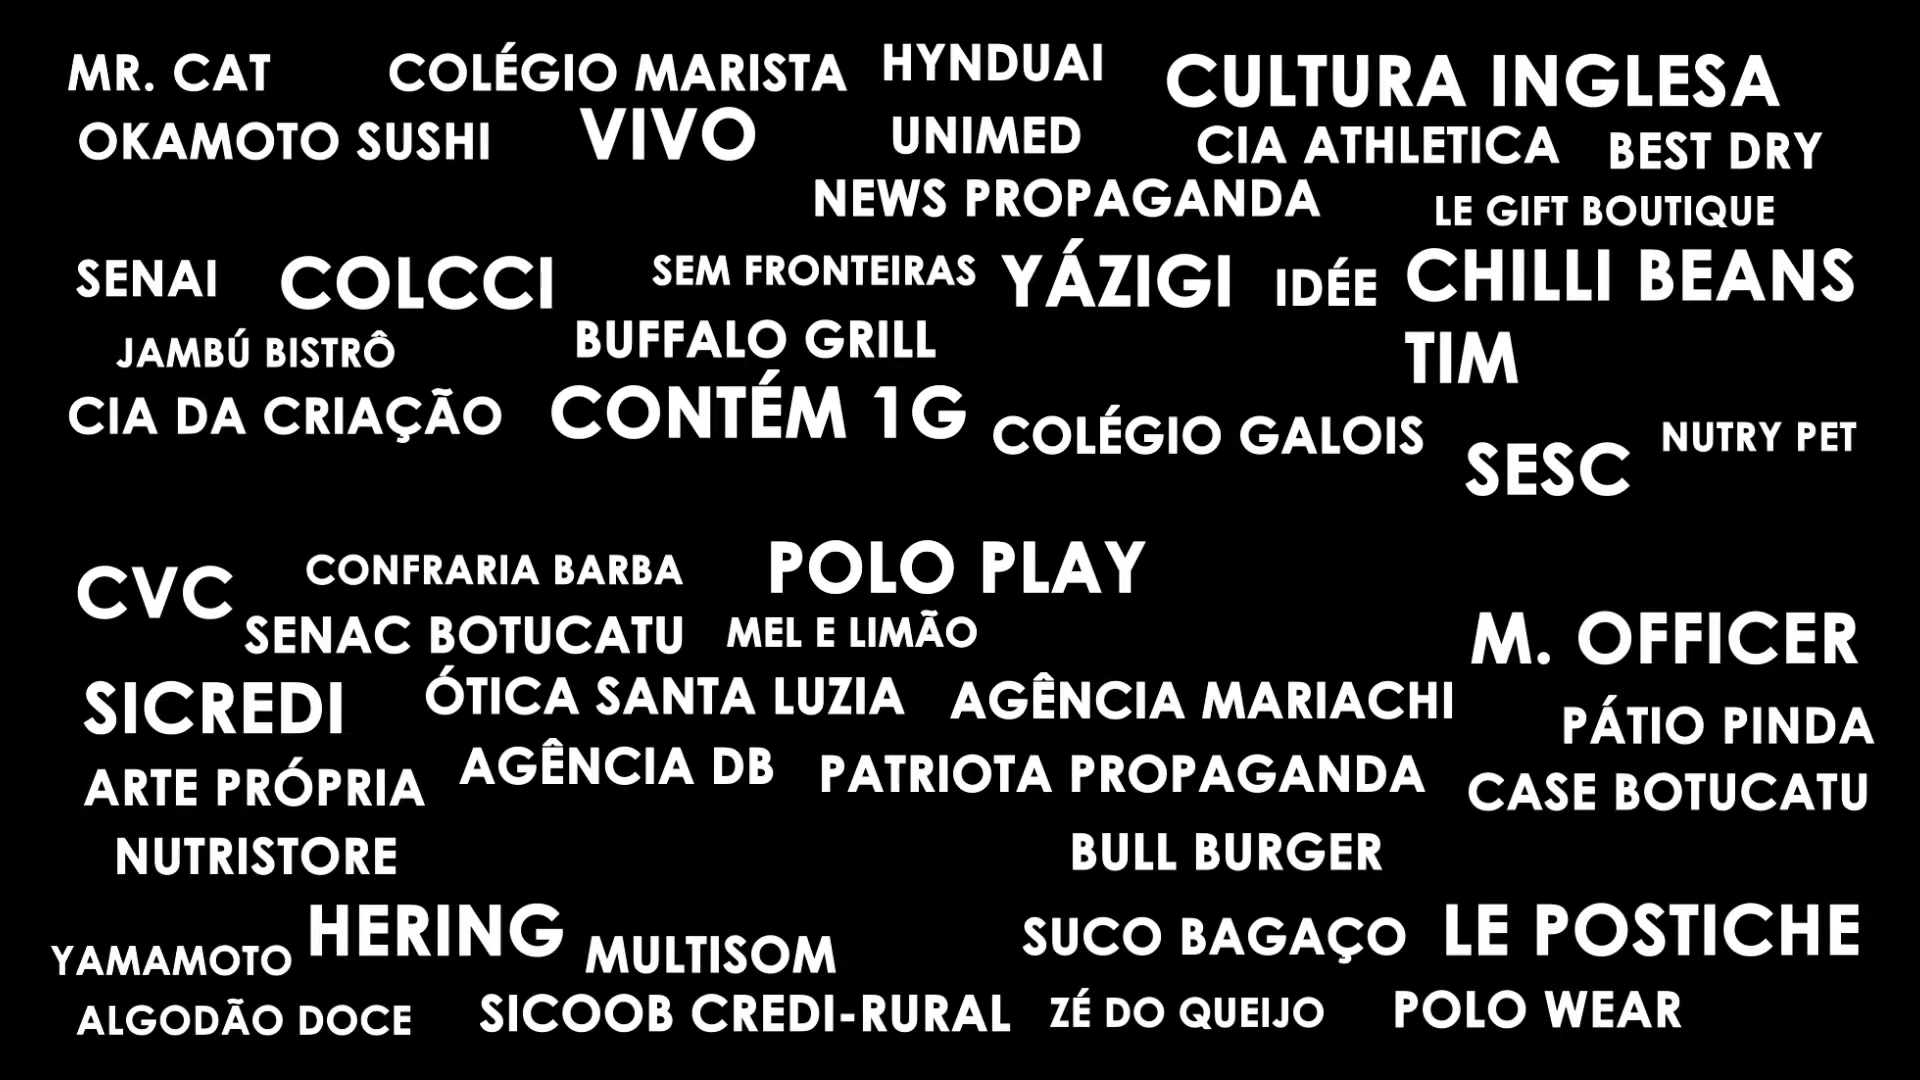 MR. CAT
COLÉGIO MARISTA
HYNDUAI
CULTURA INGLESA
OKAMOTO SUSHI
VIVO
UNIMED
CIA ATHLETICA
BEST DRY
NEWS PROPAGANDA
LE GIFT BOUTIQUE
SENAI
COLCCI
SEM FRONTEIRAS
YÁZIGI
IDÉE
CHILLI BEANS
JAMBÚ BISTRÔ
BUFFALO GRILL
TIM
CIA DA CRIAÇÃO
CONTÉM 1G
COLÉGIO GALOIS
SESC
NUTRY PET
CVC
CONFRARIA BARBA
POLO PLAY
SENAC BOTUCATU
MEL E LIMÃO
M. OFFICER
SICREDI
ÓTICA SANTA LUZIA
AGÊNCIA MARIACHI
PÁTIO PINDA
ARTE PRÓPRIA
AGÊNCIA DB
PATRIOTA PROPAGANDA
CASE BOTUCATU
NUTRISTORE
BULL BURGER
YAMAMOTO
HERING
MULTISOM
SUCO BAGAÇO
LE POSTICHE
ALGODÃO DOCE
SICOOB CREDI-RURAL
ZÉ DO QUEIJO
POLO WEAR